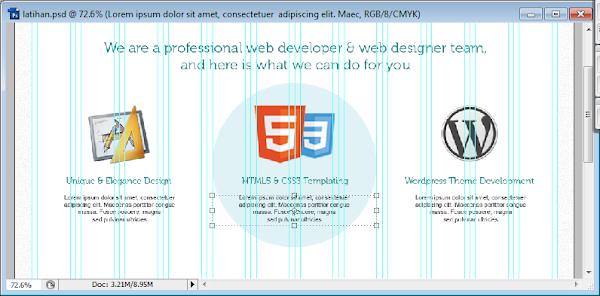 latihan.psd @ 72.6% (Lorem ipsum dolor sit amet, consectetuer adipiscing elit. Maec, RGB/8/CMYK)
We are a professional web developer & web designer team,
and here is what we can do for you
Unique & Elegance Design
HTML5 & CSS3 Templating
Wordpress Theme Development
Lorem ipsum dolor sit amet, consectetuer
adipiscing elit. Maecenas porttitor congue
massa. Fusce posuere, magna
sed pulvinar ultricies
Lorem ipsum dolor sit amet, consectetuer
adipiscing elit. Maecenas porttitor congue
massa. Fusce posuere, magna
sed pulvinar ultricies
Lorem ipsum dolor sit amet, consectetuer
adipiscing elit. Maecenas porttitor congue
massa. Fusce posuere, magna
sed pulvinar ultricies
72.6%
Doc: 3.21M/8.95M